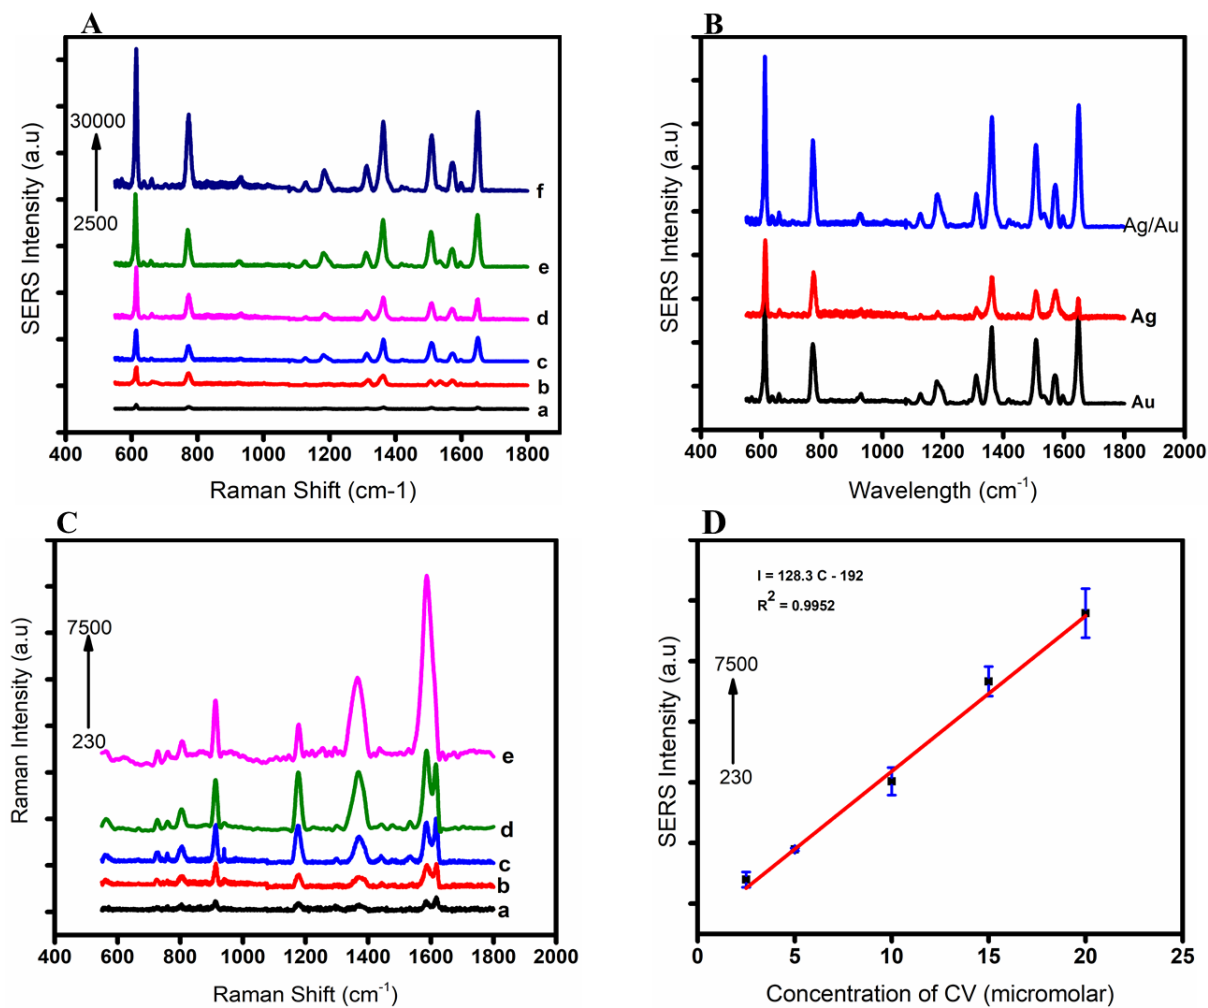 A
SERS Intensity (a.u)
30000
2500
f
e
d
c
b
a
400 600 800 1000 1200 1400 1600 1800
Raman Shift (cm-1)
B
SERS Intensity (a.u)
Ag/Au
Ag
Au
400 600 800 1000 1200 1400 1600 1800 2000
Wavelength (cm-1)
C
Raman Intensity (a.u)
7500
230
e
d
c
b
a
400 600 800 1000 1200 1400 1600 1800 2000
Raman Shift (cm-1)
D
SERS Intensity (a.u)
I = 128.3 C - 192
R2 = 0.9952
7500
230
0 5 10 15 20 25
Concentration of CV (micromolar)